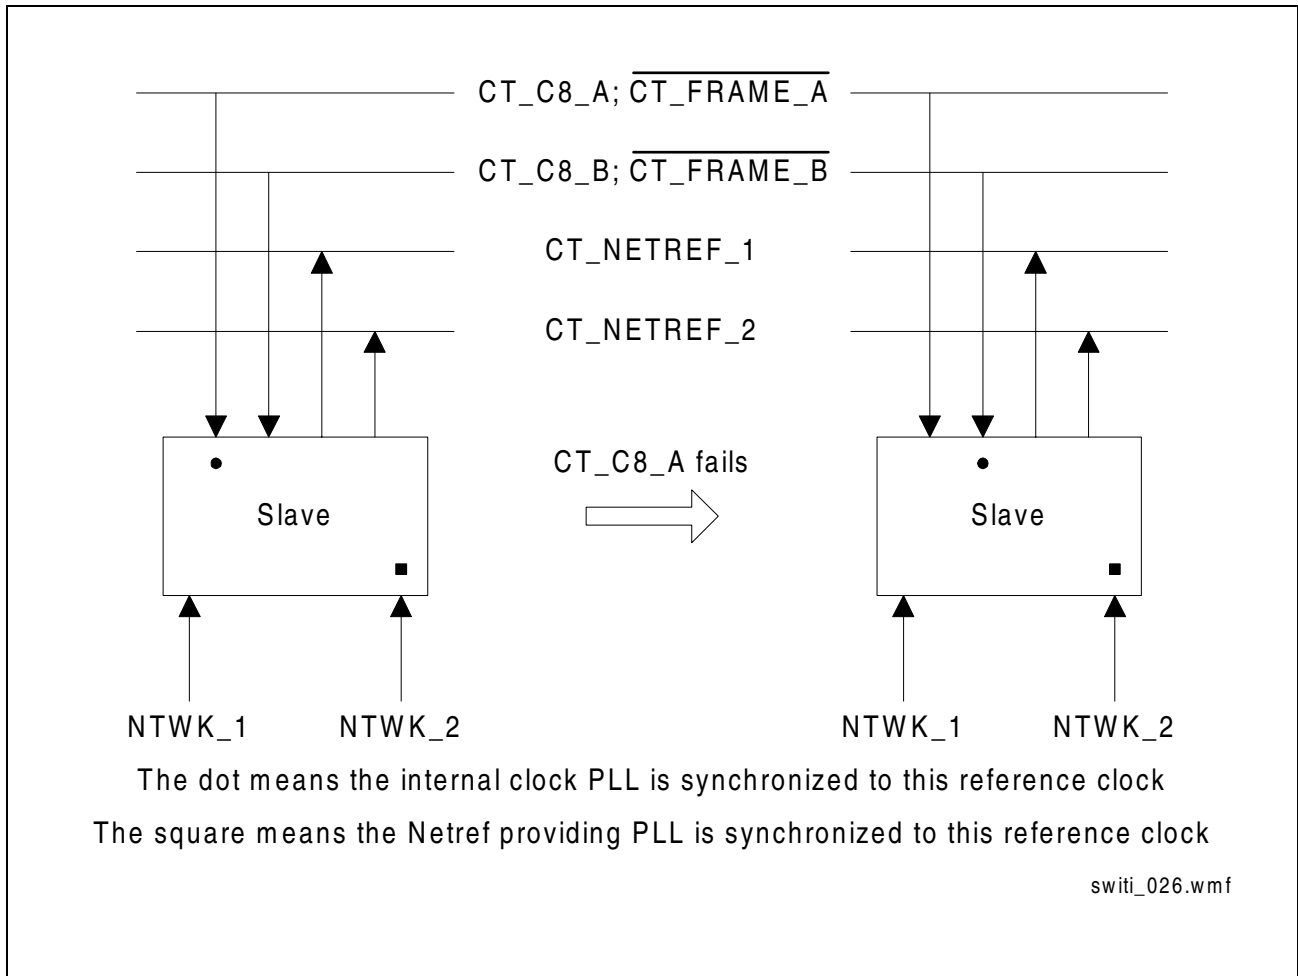 CT_C8_A; CT_FRAME_A
CT_C8_B; CT_FRAME_B
CT_NETREF_1
CT_NETREF_2
CT_C8_A fails
Slave
Slave
NTWK_1
NTWK_2
NTWK_1
NTWK_2
The dot means the internal clock PLL is synchronized to this reference clock
The square means the Netref providing PLL is synchronized to this reference clock
switi_026.wmf